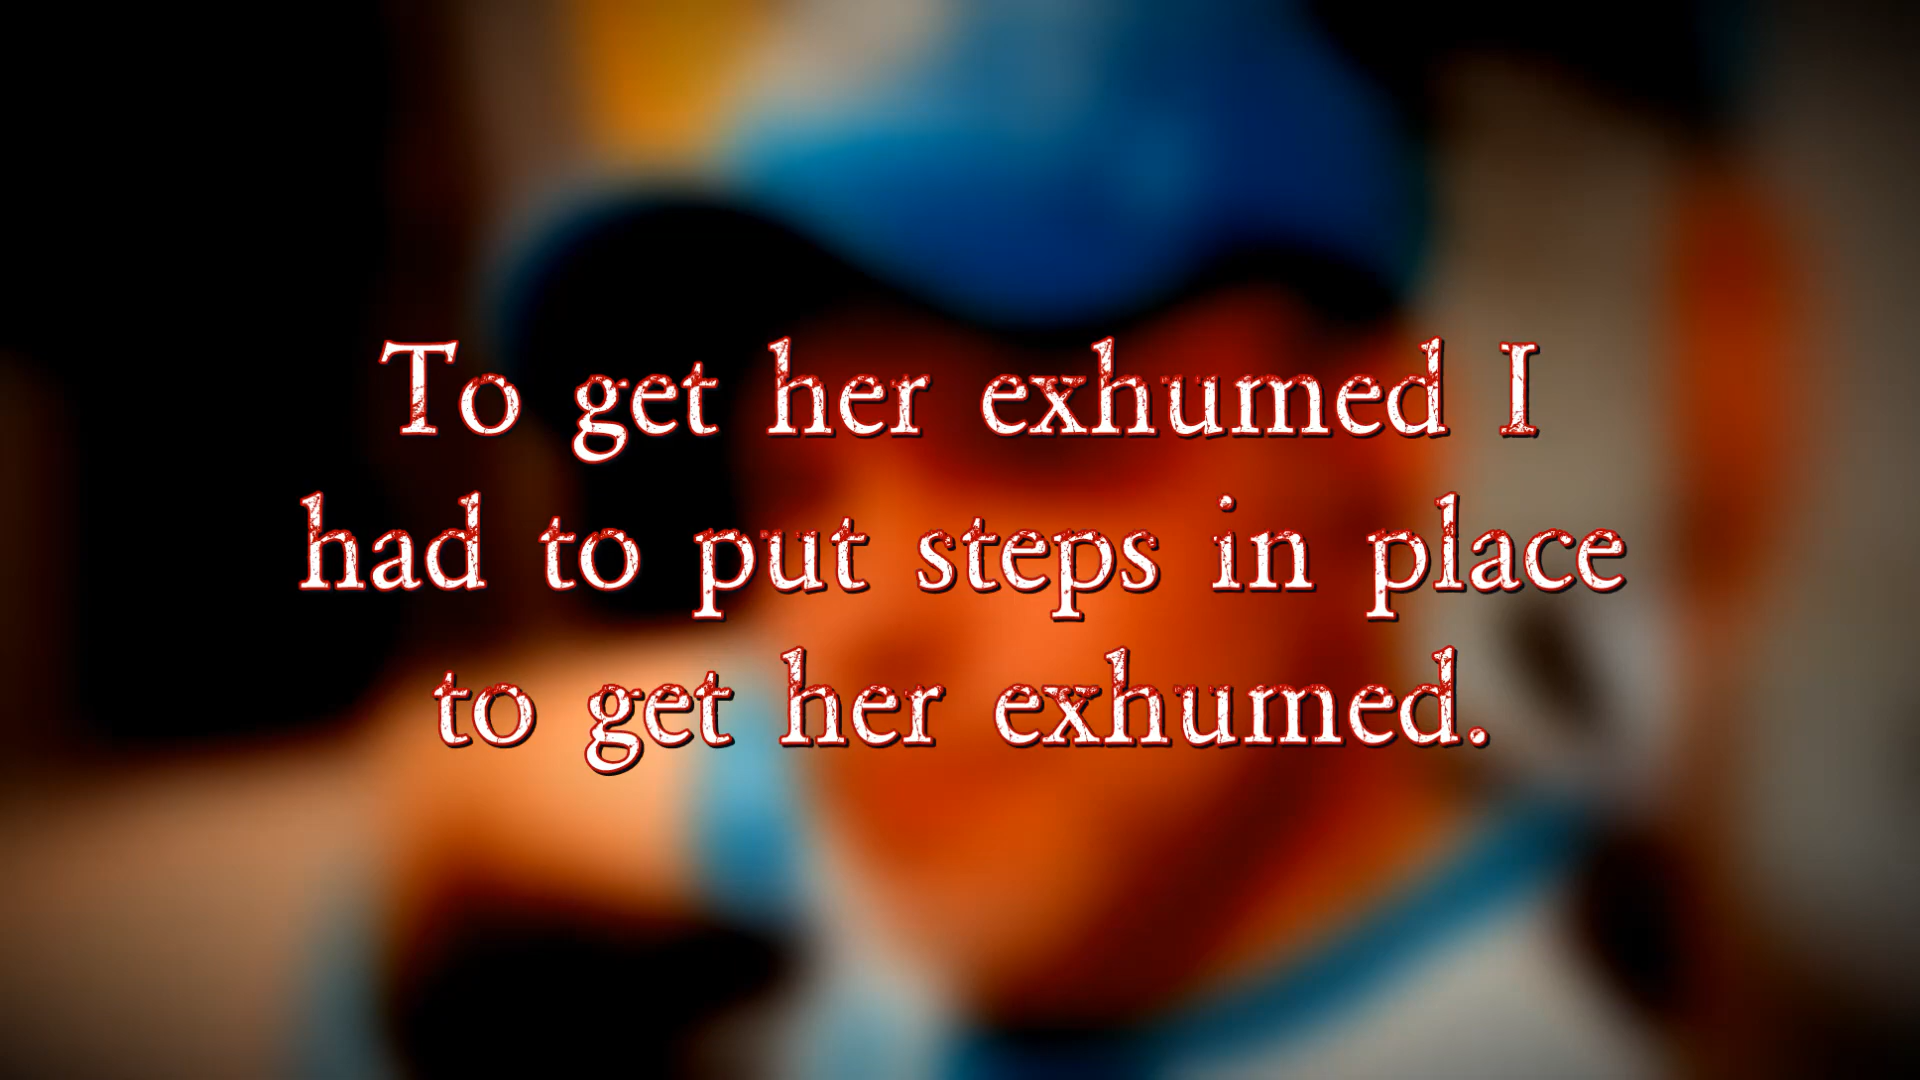 To get her exhumed I
had to put steps in place
to get her exhumed.